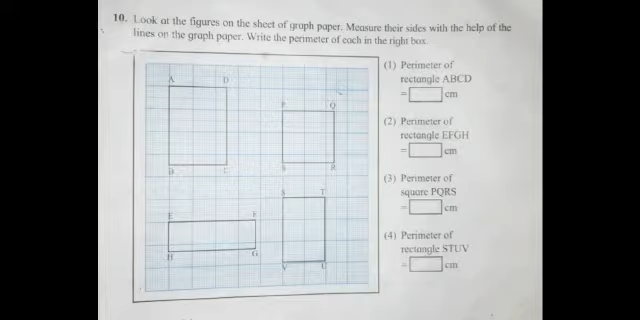 10. Look at the figures on the sheet of graph paper. Measure their sides with the help of the
lines on the graph paper. Write the perimeter of each in the right box.
A D
B C
P Q
S R
E F
H G
S T
V U
(1) Perimeter of
rectangle ABCD
= cm
(2) Perimeter of
rectangle EFGH
= cm
(3) Perimeter of
square PQRS
= cm
(4) Perimeter of
rectangle STUV
= cm